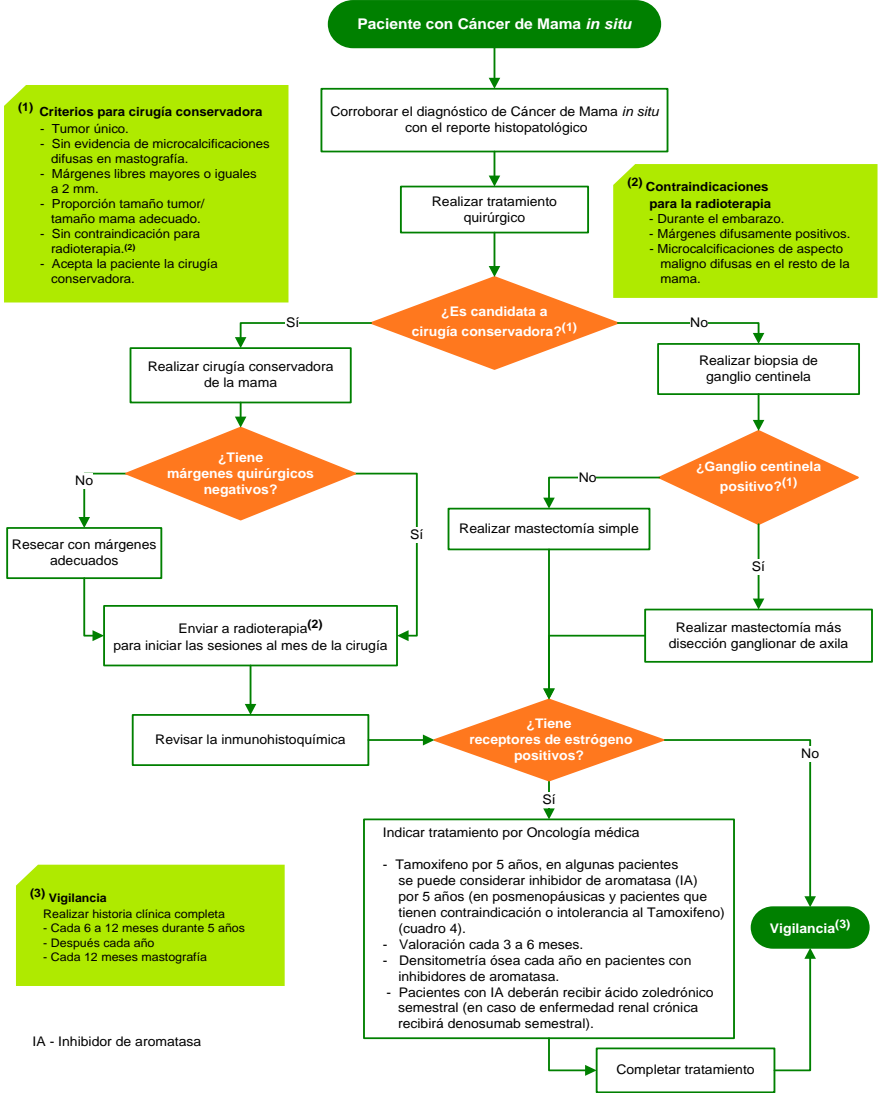 Paciente con Cáncer de Mama in situ
(1) Criterios para cirugía conservadora
- Tumor único.
- Sin evidencia de microcalcificaciones
difusas en mastografía.
- Márgenes libres mayores o iguales
a 2 mm.
- Proporción tamaño tumor/
tamaño mama adecuado.
- Sin contraindicación para
radioterapia.(2)
- Acepta la paciente la cirugía
conservadora.
Corroborar el diagnóstico de Cáncer de Mama in situ
con el reporte histopatológico
Realizar tratamiento
quirúrgico
(2) Contraindicaciones
para la radioterapia
- Durante el embarazo.
- Márgenes difusamente positivos.
- Microcalcificaciones de aspecto
maligno difusas en el resto de la
mama.
¿Es candidata a
cirugía conservadora?(1)
Sí
No
Realizar cirugía conservadora
de la mama
Realizar biopsia de
ganglio centinela
¿Tiene
márgenes quirúrgicos
negativos?
No
Sí
¿Ganglio centinela
positivo?(1)
No
Sí
Resecar con márgenes
adecuados
Realizar mastectomía simple
Enviar a radioterapia(2)
para iniciar las sesiones al mes de la cirugía
Realizar mastectomía más
disección ganglionar de axila
Revisar la inmunohistoquímica
¿Tiene
receptores de estrógeno
positivos?
No
Sí
Indicar tratamiento por Oncología médica
- Tamoxifeno por 5 años, en algunas pacientes
se puede considerar inhibidor de aromatasa (IA)
por 5 años (en posmenopáusicas y pacientes que
tienen contraindicación o intolerancia al Tamoxifeno)
(cuadro 4).
- Valoración cada 3 a 6 meses.
- Densitometría ósea cada año en pacientes con
inhibidores de aromatasa.
- Pacientes con IA deberán recibir ácido zoledrónico
semestral (en caso de enfermedad renal crónica
recibirá denosumab semestral).
(3) Vigilancia
Realizar historia clínica completa
- Cada 6 a 12 meses durante 5 años
- Después cada año
- Cada 12 meses mastografía
Vigilancia(3)
IA - Inhibidor de aromatasa
Completar tratamiento